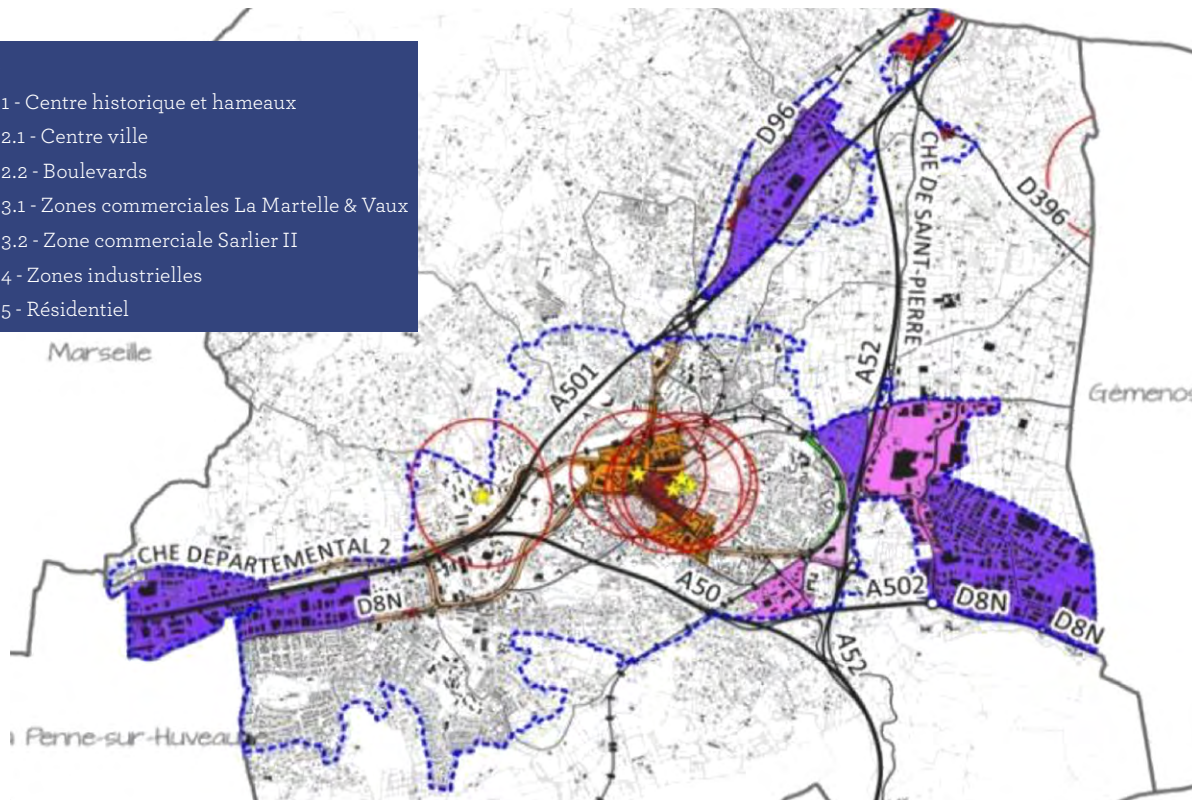 1 - Centre historique et hameaux
2.1 - Centre ville
2.2 - Boulevards
3.1 - Zones commerciales La Martelle & Vaux
3.2 - Zone commerciale Sarlier II
4 - Zones industrielles
5 - Résidentiel
D96
CHE DE SAINT-PIERRE
D396
Marseille
A501
A52
Gémenos
CHE DEPARTEMENTAL 2
D8N
A50
A502
D8N
D8N
A52
Penne-sur-Huveaune